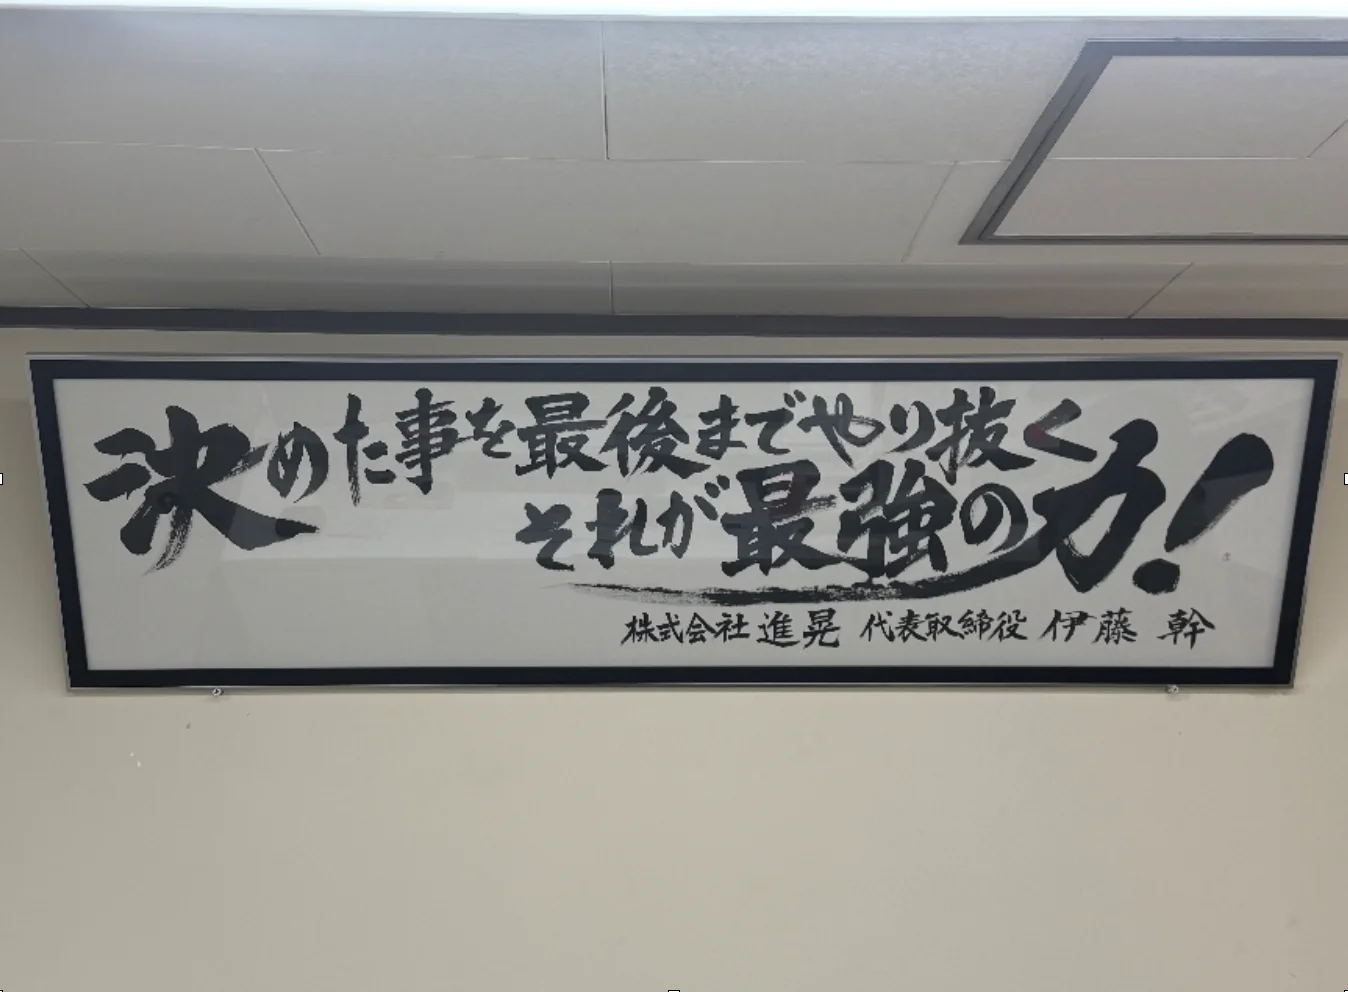 決めた事を最後までやり抜く
それが最強の力!
株式会社進晃 代表取締役 伊藤 幹